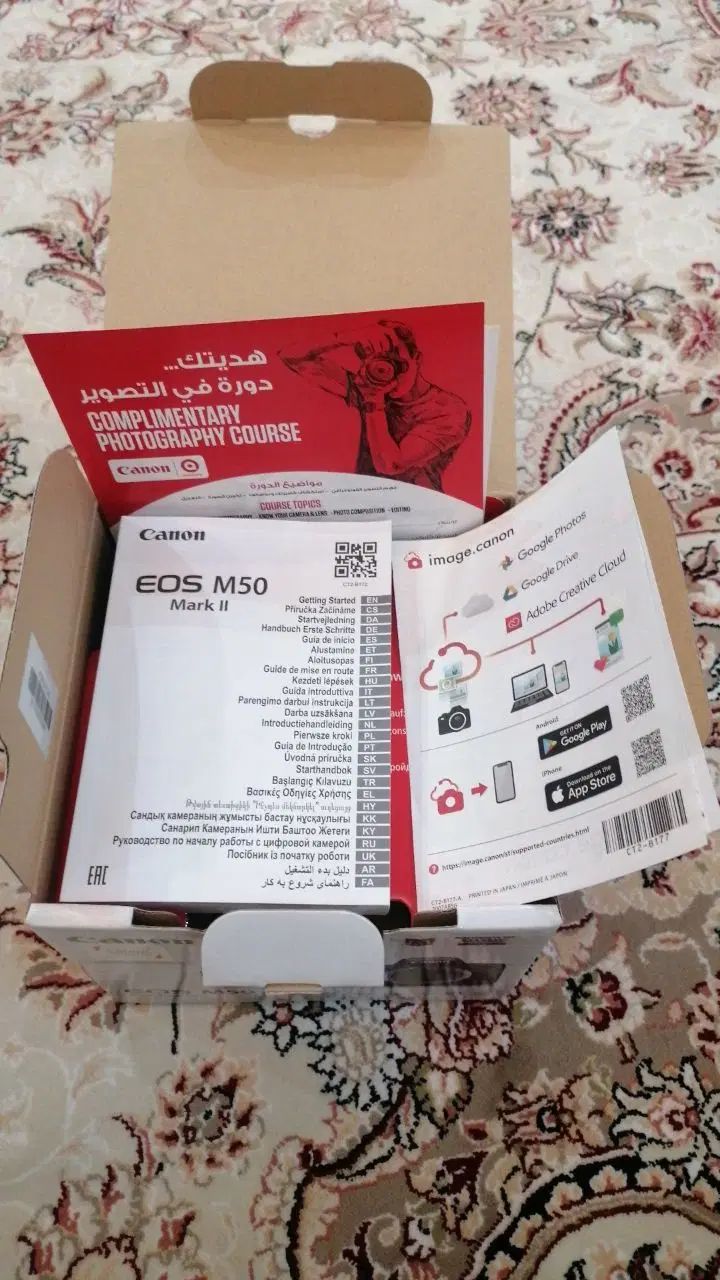 هديتك...
دورة في التصوير
COMPLIMENTARY
PHOTOGRAPHY COURSE
Canon
مواضيع الدورة
COURSE TOPICS
KNOW YOUR CAMERA & LENS - PHOTO COMPOSITION - EDITING
Canon
CT2-B172
EOS M50
Mark II
Getting Started EN
Příručka Začínáme CS
Startvejledning DA
Handbuch Erste Schritte DE
Guía de inicio ES
Alustamine ET
Aloitusopas FI
Guide de mise en route FR
Kezdeti lépések HU
Guida introduttiva IT
Parengimo darbui instrukcija LT
Darba uzsākšana LV
Introductiehandleiding NL
Pierwsze kroki PL
Guia de Introdução PT
Úvodná príručka SK
Starthandbok SV
Başlangıç Kılavuzu TR
Βασικές Οδηγίες Χρήσης EL
HY
Сандық камераның жұмысты бастау нұсқаулығы KK
Санарип Камеранын Ишти Баштоо Жетеги KY
Руководство по началу работы с цифровой камерой RU
Посібник із початку роботи UK
دليل بدء التشغيل AR
راهنمای شروع به کار FA
EAC
image.canon
Google Photos
Google Drive
Adobe Creative Cloud
Android
GET IT ON
Google Play
iPhone
Download on the
App Store
https://image.canon/st/supported-countries.html
CT2-B177
CT2-B177-A PRINTED IN JAPAN / IMPRIMÉ À JAPON
Canon